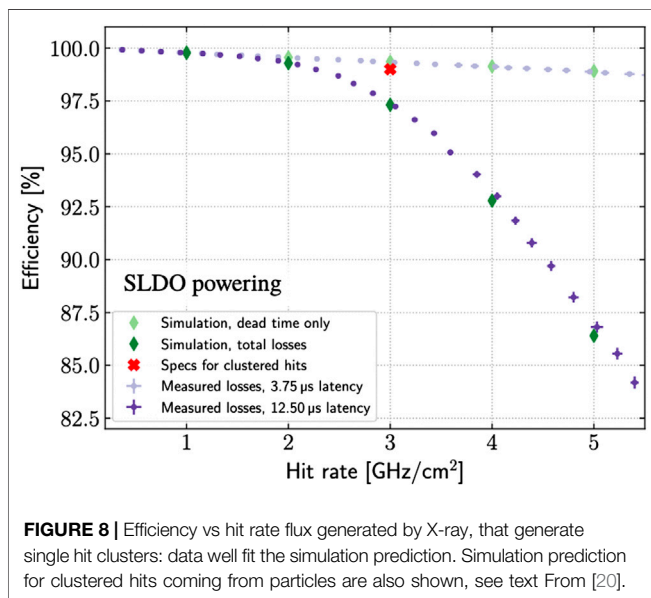 100.0
97.5
95.0
92.5
90.0
87.5
85.0
82.5
Efficiency [%]
SLDO powering
Simulation, dead time only
Simulation, total losses
Specs for clustered hits
Measured losses, 3.75 µs latency
Measured losses, 12.50 µs latency
1 2 3 4 5
Hit rate [GHz/cm²]
FIGURE 8 | Efficiency vs hit rate flux generated by X-ray, that generate
single hit clusters: data well fit the simulation prediction. Simulation prediction
for clustered hits coming from particles are also shown, see text From [20].